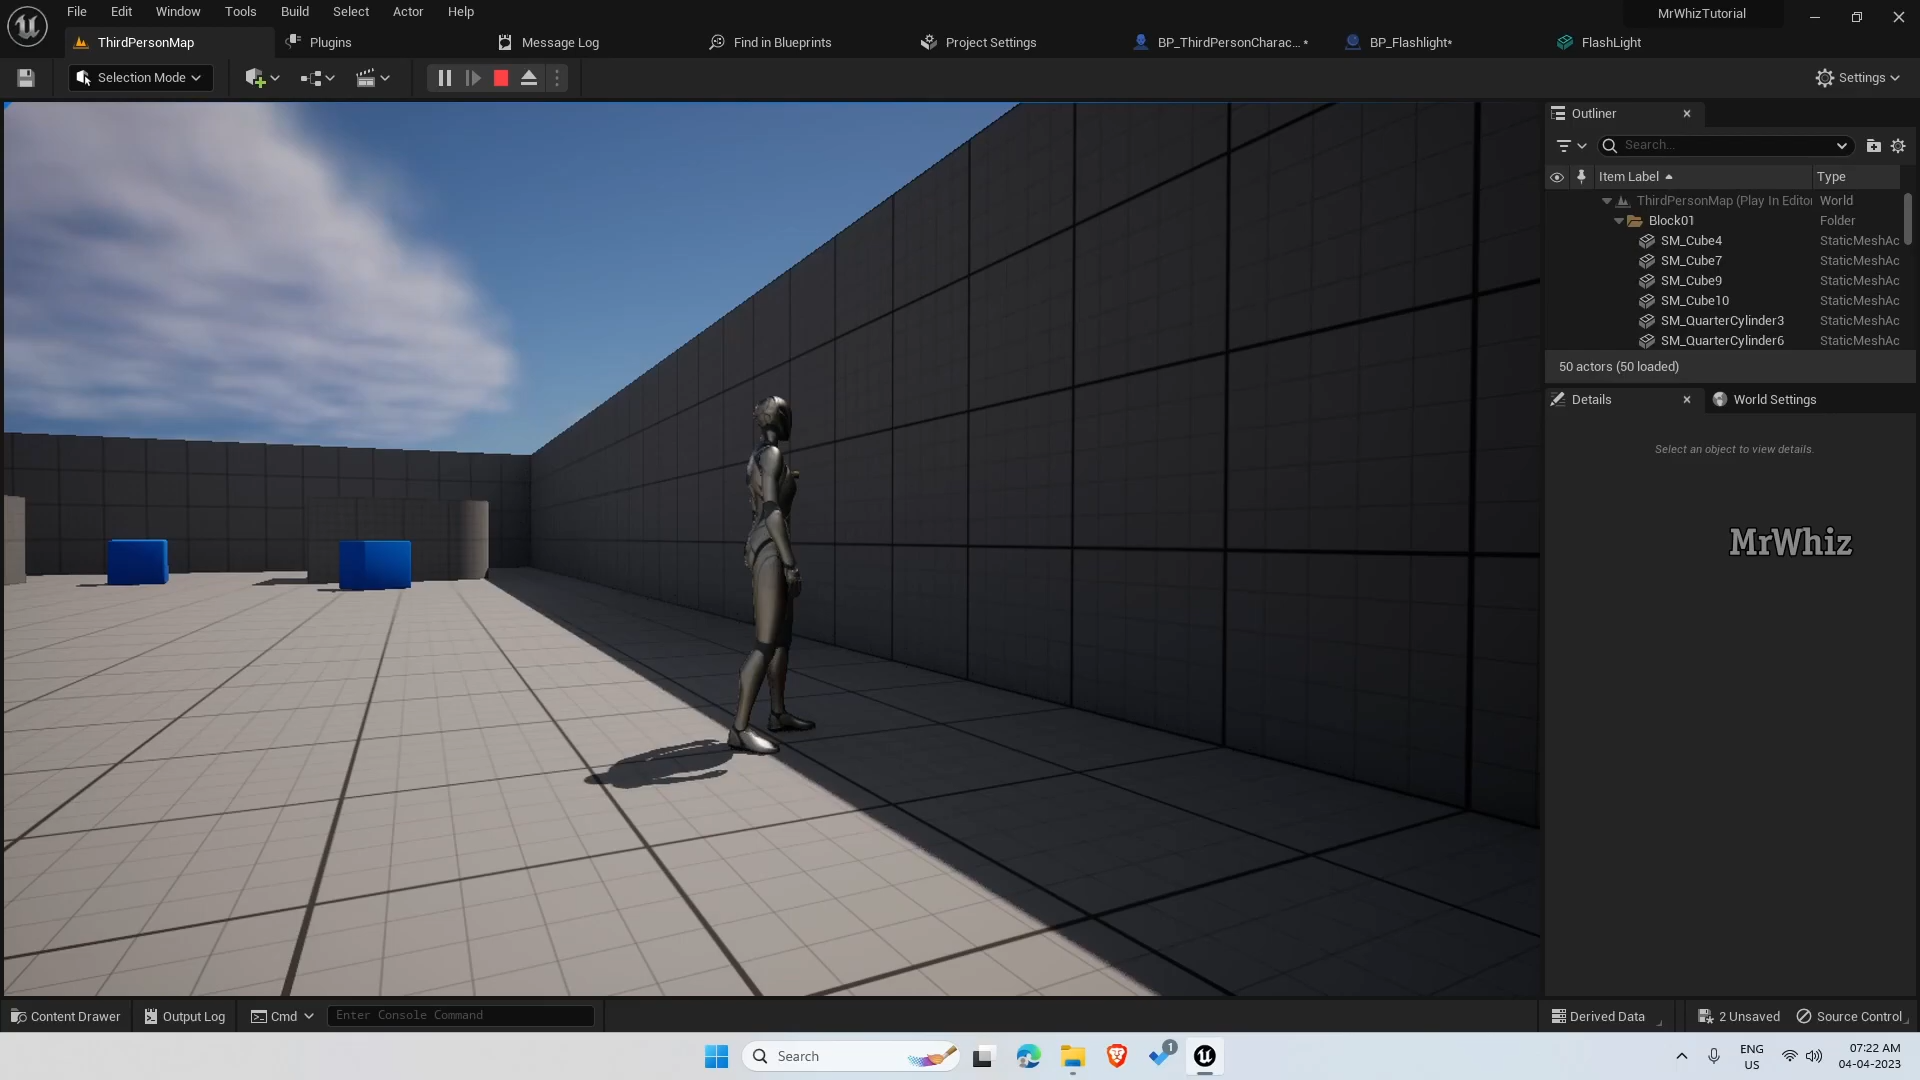 File Edit Window Tools Build Select Actor Help
MrWhizTutorial
ThirdPersonMap
Plugins
Message Log
Find in Blueprints
Project Settings
BP_ThirdPersonCharac...*
BP_Flashlight*
FlashLight
Selection Mode
Settings
Outliner
Search...
Item Label Type
ThirdPersonMap (Play In Edito World
Block01 Folder
SM_Cube4 StaticMeshAc
SM_Cube7 StaticMeshAc
SM_Cube9 StaticMeshAc
SM_Cube10 StaticMeshAc
SM_QuarterCylinder3 StaticMeshAc
SM_QuarterCylinder6 StaticMeshAc
50 actors (50 loaded)
Details
World Settings
Select an object to view details.
MrWhiz
Content Drawer
Output Log
Cmd
Enter Console Command
Derived Data
2 Unsaved
Source Control
Search
1
ENG
US
07:22 AM
04-04-2023